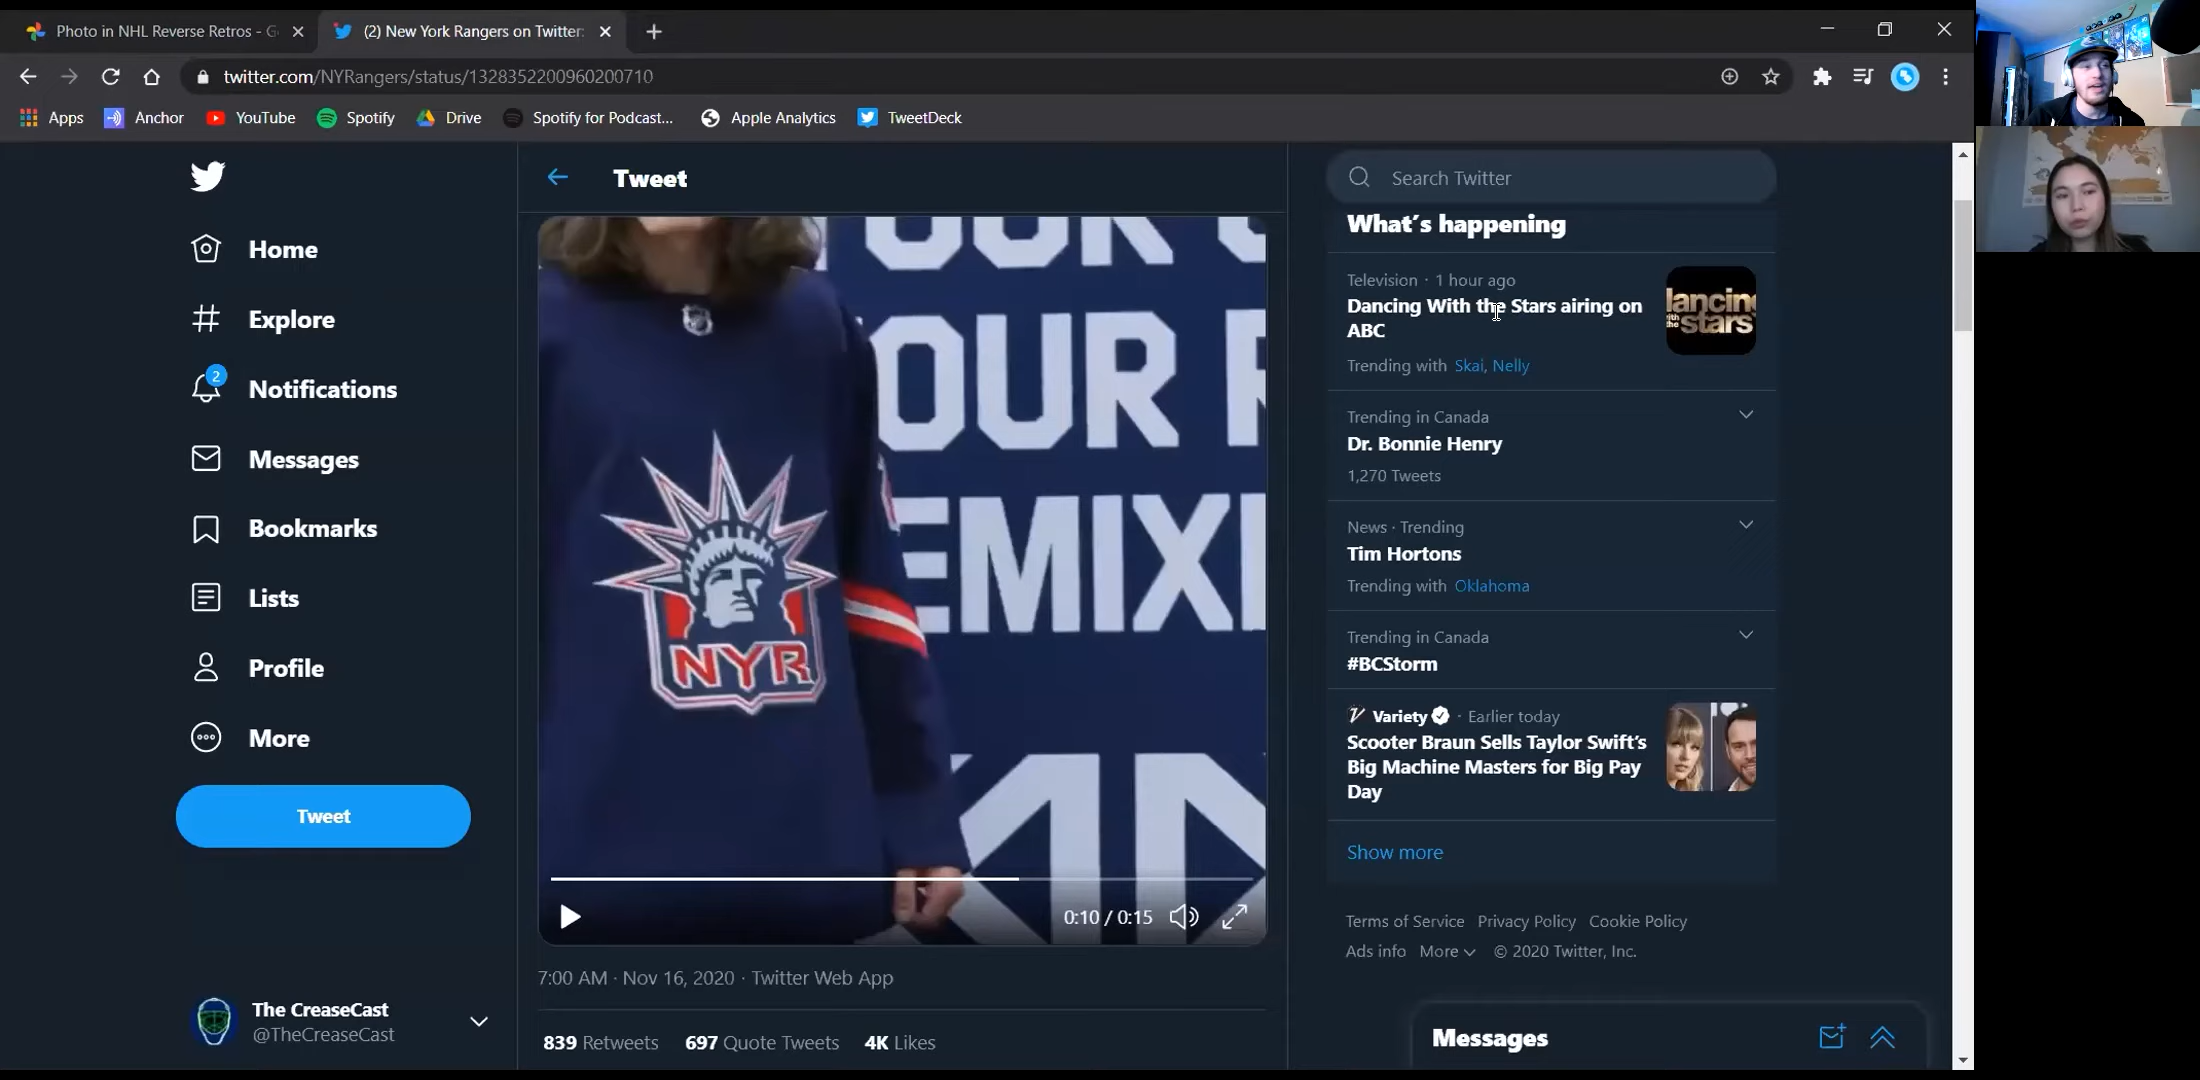 Photo in NHL Reverse Retros - G
(2) New York Rangers on Twitter:
twitter.com/NYRangers/status/1328352200960200710
Apps
Anchor
YouTube
Spotify
Drive
Spotify for Podcast...
Apple Analytics
TweetDeck
Home
Explore
2
Notifications
Messages
Bookmarks
Lists
Profile
More
Tweet
The CreaseCast
@TheCreaseCast
Tweet
OUR
OUR
EMIX
NYR
0:10 / 0:15
7:00 AM · Nov 16, 2020 · Twitter Web App
839 Retweets 697 Quote Tweets 4K Likes
Search Twitter
What's happening
Television · 1 hour ago
Dancing With the Stars airing on
ABC
Trending with Skai, Nelly
lancing
with the
stars
Trending in Canada
Dr. Bonnie Henry
1,270 Tweets
News · Trending
Tim Hortons
Trending with Oklahoma
Trending in Canada
#BCStorm
Variety · Earlier today
Scooter Braun Sells Taylor Swift's
Big Machine Masters for Big Pay
Day
Show more
Terms of Service Privacy Policy Cookie Policy
Ads info More © 2020 Twitter, Inc.
Messages